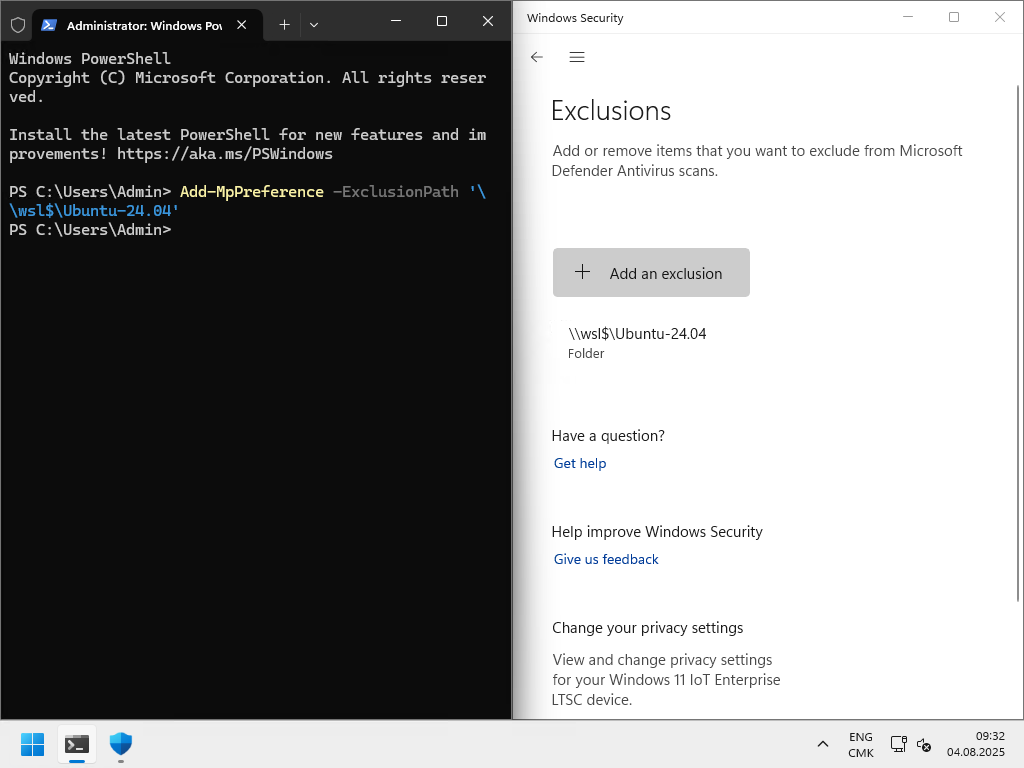 Administrator: Windows Pow
Windows PowerShell
Copyright (C) Microsoft Corporation. All rights reser
ved.
Install the latest PowerShell for new features and im
provements! https://aka.ms/PSWindows
PS C:\Users\Admin> Add-MpPreference -ExclusionPath '\
\wsl$\Ubuntu-24.04'
PS C:\Users\Admin>
Windows Security
Exclusions
Add or remove items that you want to exclude from Microsoft
Defender Antivirus scans.
Add an exclusion
\\wsl$\Ubuntu-24.04
Folder
Have a question?
Get help
Help improve Windows Security
Give us feedback
Change your privacy settings
View and change privacy settings
for your Windows 11 IoT Enterprise
LTSC device.
ENG
CMK
09:32
04.08.2025